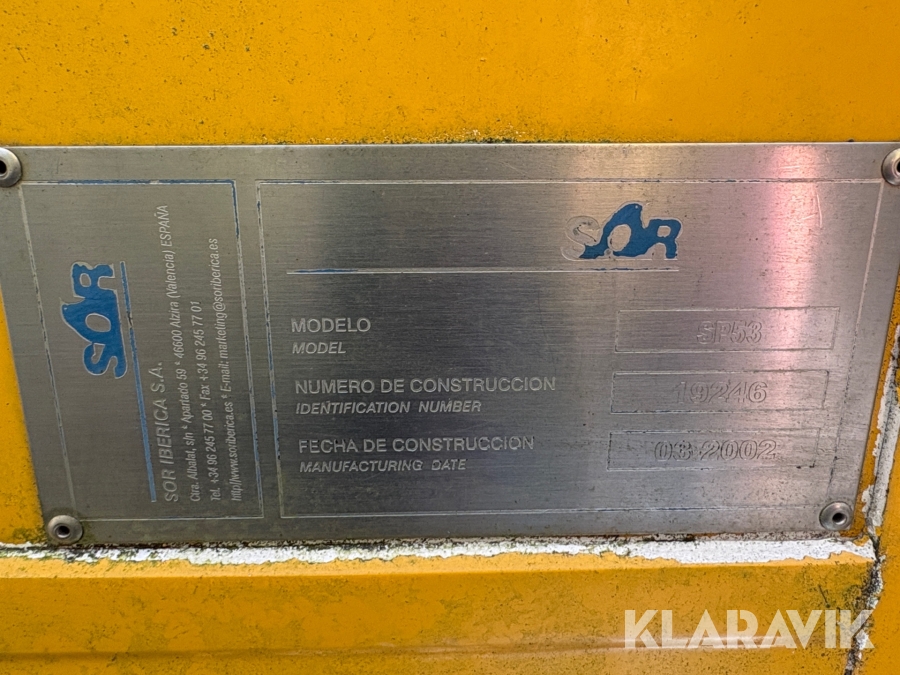 SOR
SOR IBERICA S.A.
Ctra. Albalat, s/n * Apartado 59 * 46600 Alzira (Valencia) ESPAÑA
Tel. +34 96 245 77 00 * Fax +34 96 245 77 01
http//www.soriberica.es * E-mail: marketing@soriberica.es
SOR
MODELO
MODEL
SP53
NUMERO DE CONSTRUCCION
IDENTIFICATION NUMBER
19246
FECHA DE CONSTRUCCION
MANUFACTURING DATE
03-2002
KLARAVIK